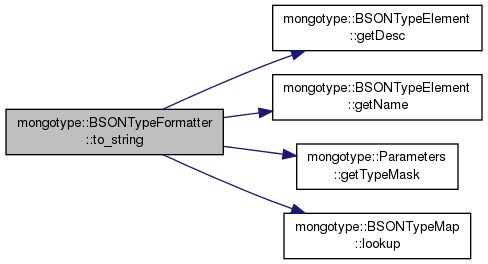 mongotype::BSONTypeElement
::getDesc
mongotype::BSONTypeElement
::getName
mongotype::BSONTypeFormatter
::to_string
mongotype::Parameters
::getTypeMask
mongotype::BSONTypeMap
::lookup